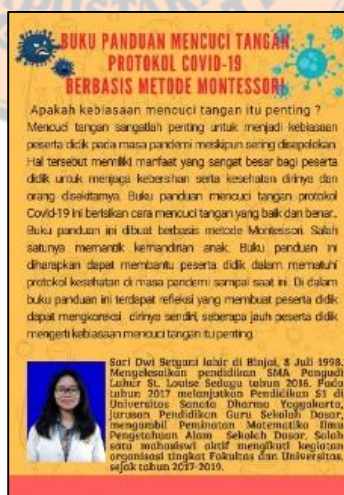 BUKU PANDUAN MENCUCI TANGAN
PROTOKOL COVID-19
BERBASIS METODE MONTESSORI
Apakah kebiasaan mencuci tangan itu penting ?
Mencuci tangan sangatlah penting untuk menjadi kebiasaan
peserta didik pada masa pandemi meskipun sering disepelekan.
Hal tersebut memiliki manfaat yang sangat besar bagi peserta
didik untuk menjaga kebersihan serta kesehatan dirinya dan
orang disekitarnya. Buku panduan mencuci tangan protokol
Covid-19 ini berisikan cara mencuci tangan yang baik dan benar.
Buku panduan ini dibuat berbasis metode Montessori. Salah
satunya memantik kemandirian anak. Buku panduan ini
diharapkan dapat membantu peserta didik dalam mematuhi
protokol kesehatan di masa pandemi sampai saat ini. Di dalam
buku panduan ini terdapat refleksi yang membuat peserta didik
dapat mengkoreksi dirinya sendiri, seberapa jauh peserta didik
mengerti kebiasaan mencuci tangan itu penting.
Sari Dwi Setyani lahir di Binjai, 8 Juli 1998.
Menyelesaikan pendidikan SMA Pangudi
Luhur St. Louise Sedayu tahun 2016. Pada
tahun 2017 melanjutkan Pendidikan S1 di
Universitas Sanata Dharma Yogyakarta,
jurusan Pendidikan Guru Sekolah Dasar,
mengambil Peminatan Matematika Ilmu
Pengetahuan Alam Sekolah Dasar. Salah
satu mahasiswi aktif mengikuti kegiatan
organisasi tingkat Fakultas dan Universitas.
sejak tahun 2017-2019.